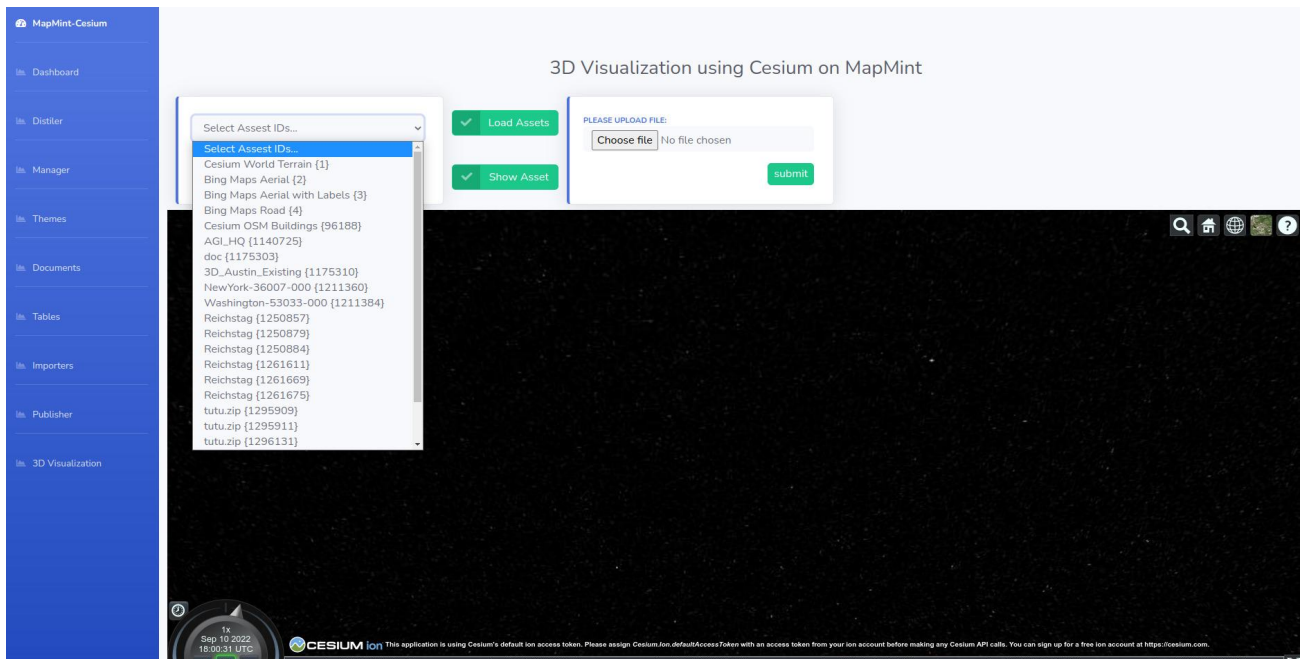 MapMint-Cesium
Dashboard
Distiler
Manager
Themes
Documents
Tables
Importers
Publisher
3D Visualization
3D Visualization using Cesium on MapMint
Select Assest IDs...
Select Assest IDs...
Cesium World Terrain {1}
Bing Maps Aerial {2}
Bing Maps Aerial with Labels {3}
Bing Maps Road {4}
Cesium OSM Buildings {96188}
AGI_HQ {1140725}
doc {1175303}
3D_Austin_Existing {1175310}
NewYork-36007-000 {1211360}
Washington-53033-000 {1211384}
Reichstag {1250857}
Reichstag {1250879}
Reichstag {1250884}
Reichstag {1261611}
Reichstag {1261669}
Reichstag {1261675}
tutu.zip {1295909}
tutu.zip {1295911}
tutu.zip {1296131}
Load Assets
Show Asset
PLEASE UPLOAD FILE:
Choose file No file chosen
submit
?
1x
Sep 10 2022
18:00:31 UTC
CESIUM ion This application is using Cesium's default ion access token. Please assign Cesium.Ion.defaultAccessToken with an access token from your ion account before making any Cesium API calls. You can sign up for a free ion account at https://cesium.com.